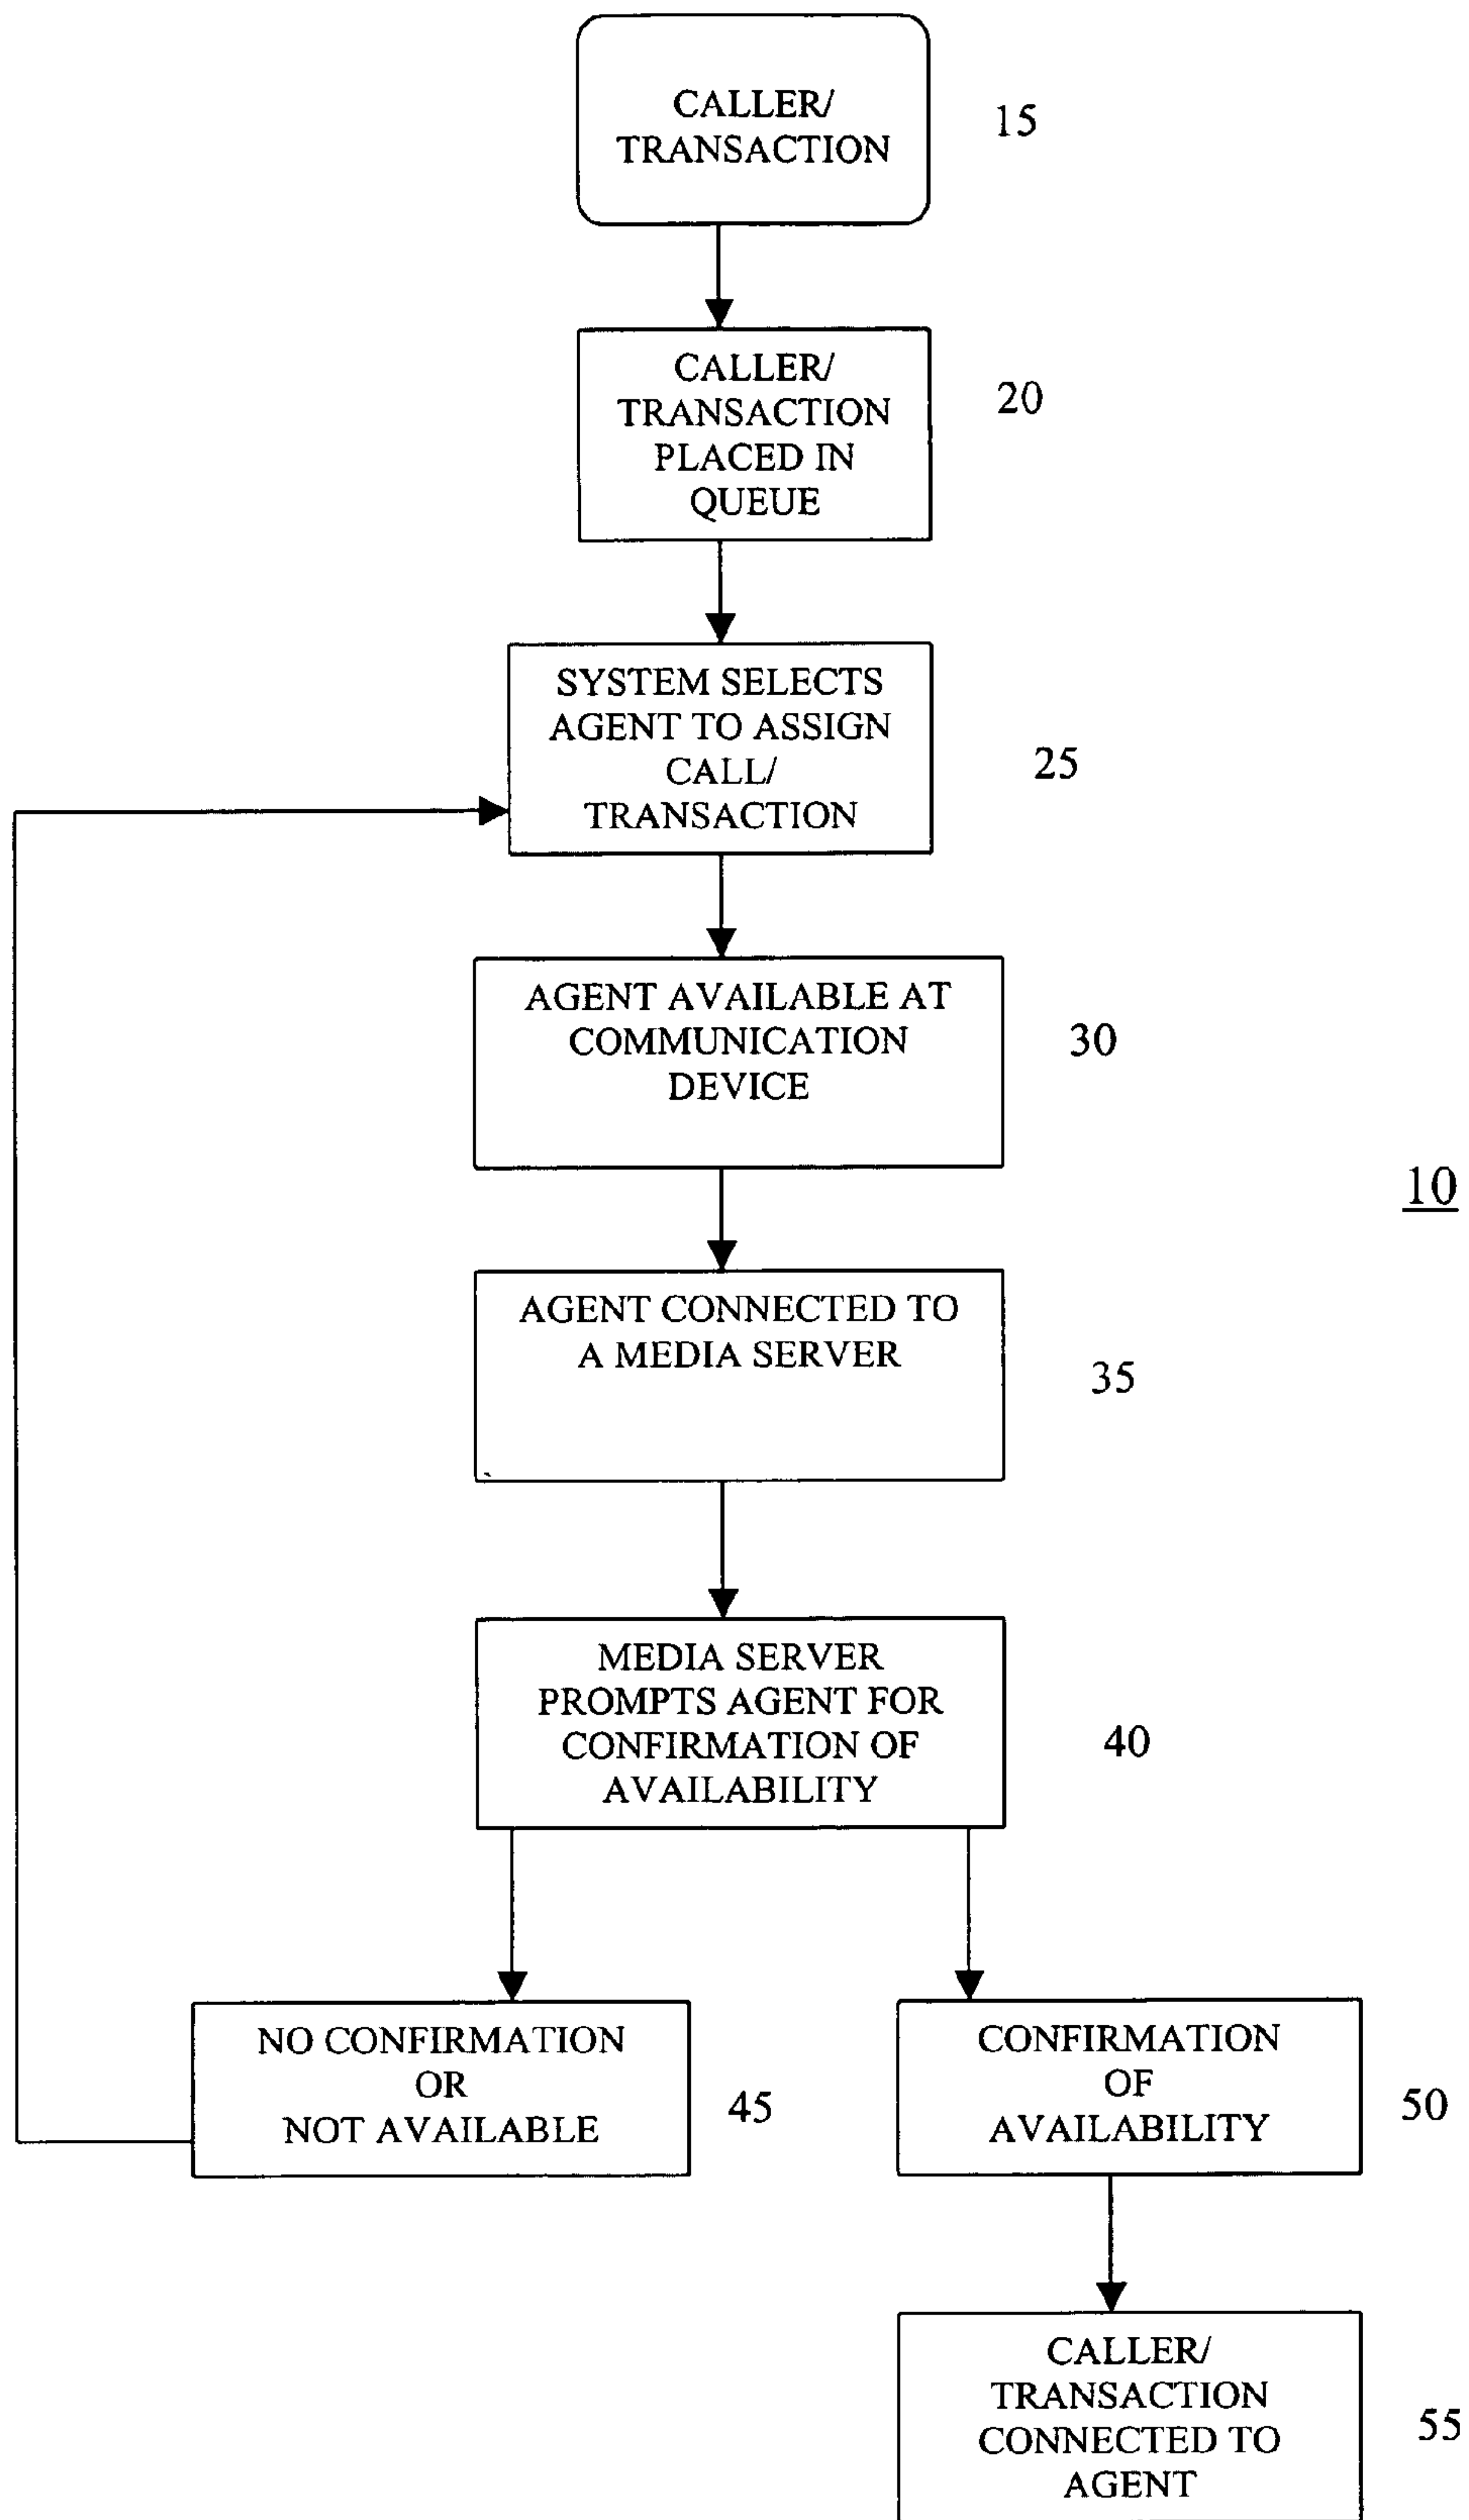 CALLER/
TRANSACTION
15
CALLER/
TRANSACTION
PLACED IN
QUEUE
20
SYSTEM SELECTS
AGENT TO ASSIGN
CALL/
TRANSACTION
25
AGENT AVAILABLE AT
COMMUNICATION
DEVICE
30
10
AGENT CONNECTED TO
A MEDIA SERVER
35
MEDIA SERVER
PROMPTS AGENT FOR
CONFIRMATION OF
AVAILABILITY
40
NO CONFIRMATION
OR
NOT AVAILABLE
45
CONFIRMATION
OF
AVAILABILITY
50
CALLER/
TRANSACTION
CONNECTED TO
AGENT
55